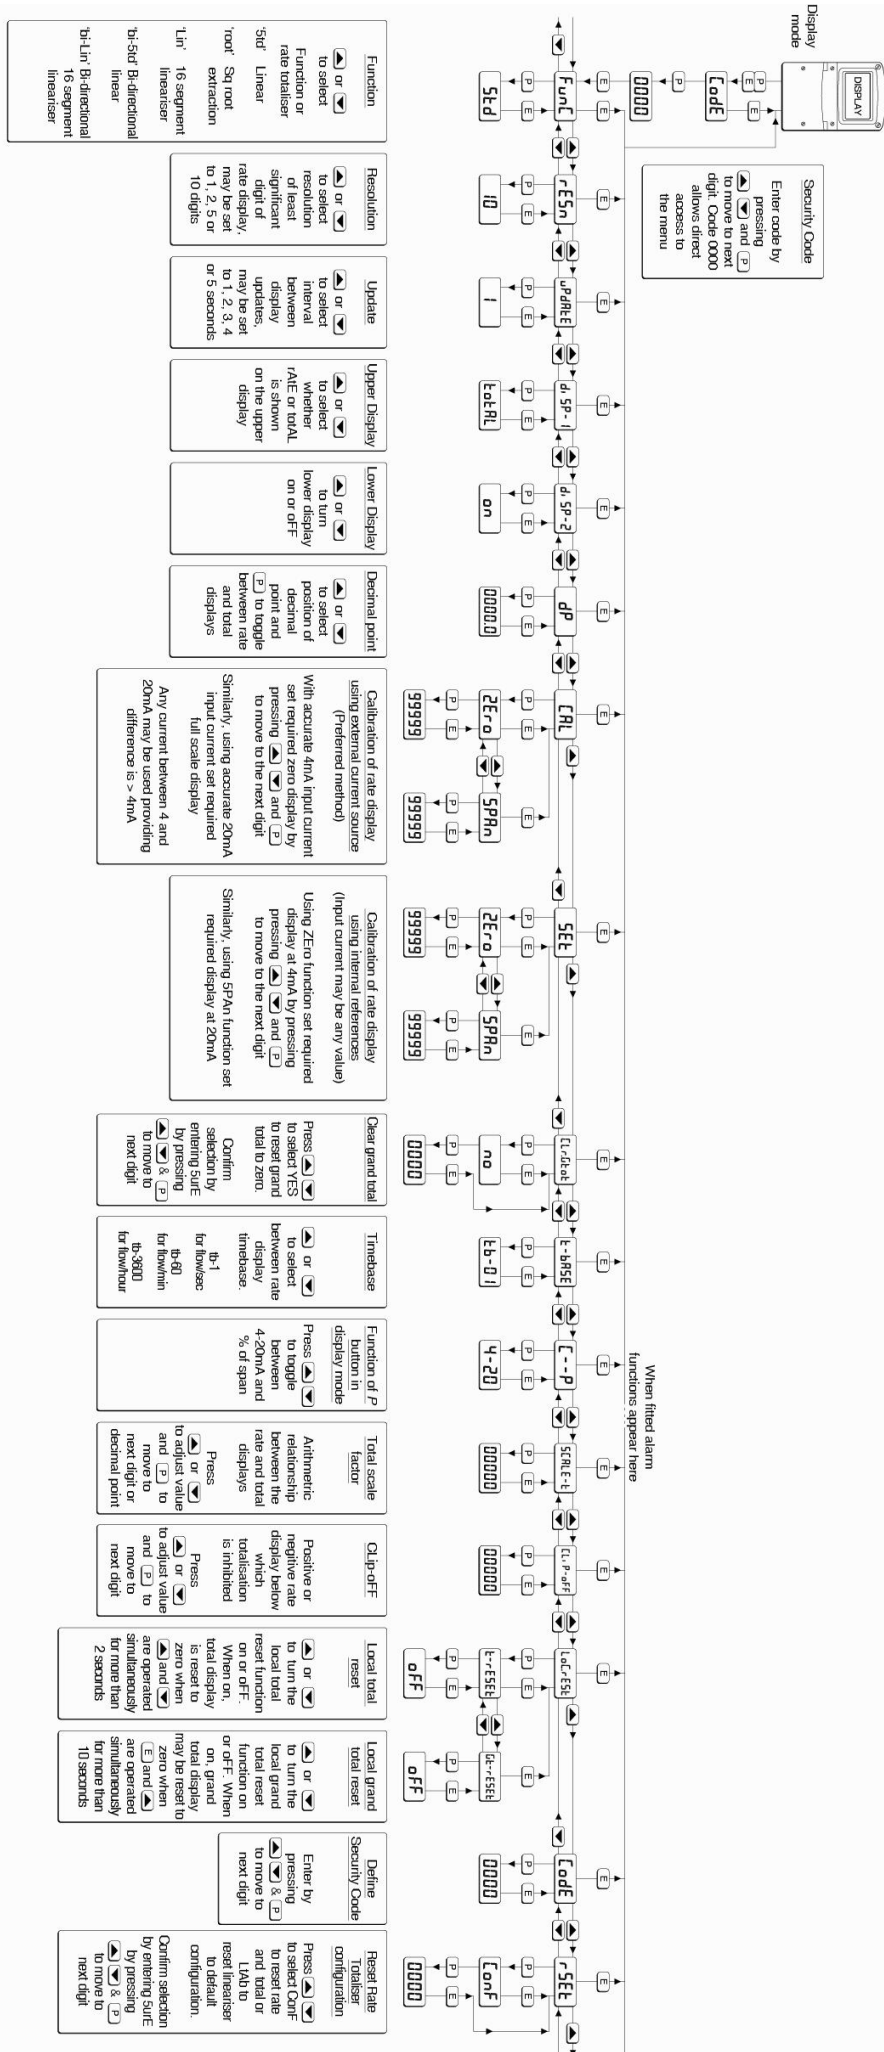 Display
mode
DISPLAY
P
E
E
CodE
P
0000
E
Security Code
Enter code by
pressing
▲ ▼ and P
to move to next
digit. Code 0000
allows direct
access to
the menu
When fitted alarm
functions appear here
E
FunC
P
E
Std
Function
▲ or ▼
to select
Function or
rate totaliser
'5td' Linear
'root' Sq root
extraction
'Lin' 16 segment
lineariser
'bi-5td' Bi-directional
linear
'bi-Lin' Bi-directional
16 segment
lineariser
E
rESn
P
E
10
Resolution
▲ or ▼
to select
resolution
of least
significant
digit of
rate display,
may be set
to 1, 2, 5 or
10 digits
E
uPdAtE
P
E
1
Update
▲ or ▼
to select
interval
between
display
updates,
may be set
to 1, 2, 3, 4
or 5 seconds
E
diSP-1
P
E
totAL
Upper Display
▲ or ▼
to select
whether
rAtE or totAL
is shown
on the upper
display
E
diSP-2
P
E
on
Lower Display
▲ or ▼
to turn
lower display
on or oFF
E
dP
P
E
0000.0
Decimal point
▲ or ▼
to select
position of
decimal
point and
P to toggle
between rate
and total
displays
E
CAL
P
E
ZEro
P
E
99999
E
SPAn
P
E
99999
Calibration of rate display
using external current source
(Preferred method)
With accurate 4mA input current
set required zero display by
pressing ▲ ▼ and P
to move to the next digit
Similarly, using accurate 20mA
input current set required
full scale display
Any current between 4 and
20mA may be used providing
difference is > 4mA
E
SEt
P
E
ZEro
P
E
99999
E
SPAn
P
E
99999
Calibration of rate display
using internal references
(Input current may be any value)
Using ZEro function set required
display at 4mA by pressing
pressing ▲ ▼ and P
to move to the next digit
Similarly, using 5PAn function set
required display at 20mA
E
CLrGtot
P
E
no
P
E
0000
Clear grand total
Press ▲ ▼
to select YES
to reset grand
total to zero.
Confirm
selection by
entering 5urE
by pressing
▲ ▼ & P
to move to
next digit
E
t-bASE
P
E
tb-01
Timebase
▲ or ▼
to select
between rate
display
timebase.
tb-1
for flow/sec
tb-60
for flow/min
tb-3600
for flow/hour
E
C--P
P
E
4-20
Function of P
button in
display mode
Press ▲ ▼
to toggle
between
4-20mA and
% of span
E
SCALE-t
P
E
00000
Total scale
factor
Arithmetric
relationship
between the
rate and total
displays
Press
▲ or ▼
to adjust value
and P to
move to
next digit or
decimal point
E
CLiP-oFF
P
E
00000
CLip-oFF
Positive or
negitive rate
display below
which
totalisation
is inhibited
Press
▲ or ▼
to adjust value
and P to
move to
next digit
E
LoCrESt
P
E
t-rESEt
P
E
oFF
E
Gt-rESEt
P
E
oFF
Local total
reset
▲ or ▼
to turn the
local total
reset function
on or oFF.
When on,
total display
is reset to
zero when
▲ and ▼
are operated
simultaneously
for more than
2 seconds
Local grand
total reset
▲ or ▼
to turn the
local grand
total reset
function on
or oFF. When
on, grand
total display
may be reset to
zero when
E and ▲
are operated
simultaneously
for more than
10 seconds
E
CodE
P
E
0000
Define
Security Code
Enter by
pressing
▲ ▼ & P
to move to
next digit
E
rSEt
P
E
ConF
P
E
0000
Reset Rate
Totaliser
configuration
Press ▲ ▼
to select ConF
to reset rate
and total or
LtAb to
reset lineariser
to default
configuration.
Confirm selection
by entering 5urE
by pressing
▲ ▼ & P
to move to
next digit